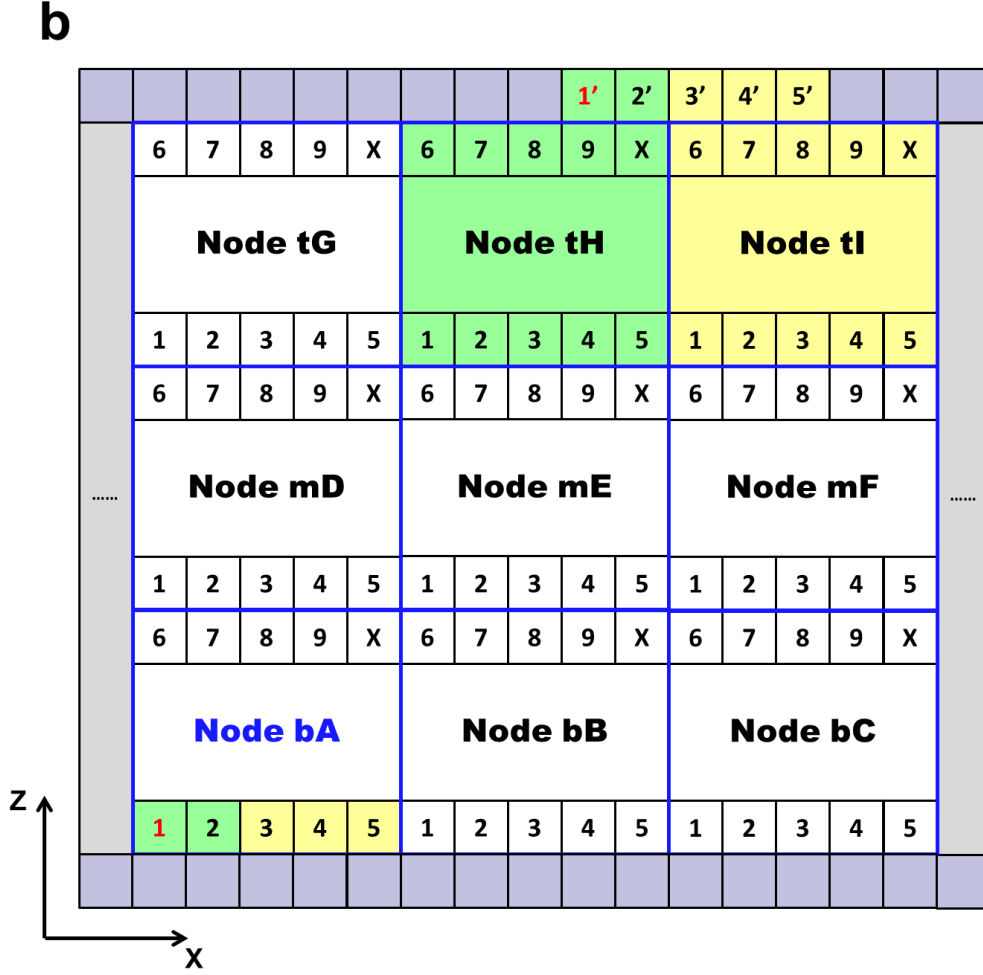 b
1’ 2’ 3’ 4’ 5’
6 7 8 9 X 6 7 8 9 X 6 7 8 9 X
Node tG Node tH Node tI
1 2 3 4 5 1 2 3 4 5 1 2 3 4 5
6 7 8 9 X 6 7 8 9 X 6 7 8 9 X
...... Node mD Node mE Node mF ......
1 2 3 4 5 1 2 3 4 5 1 2 3 4 5
6 7 8 9 X 6 7 8 9 X 6 7 8 9 X
Node bA Node bB Node bC
Z
1 2 3 4 5 1 2 3 4 5 1 2 3 4 5
X